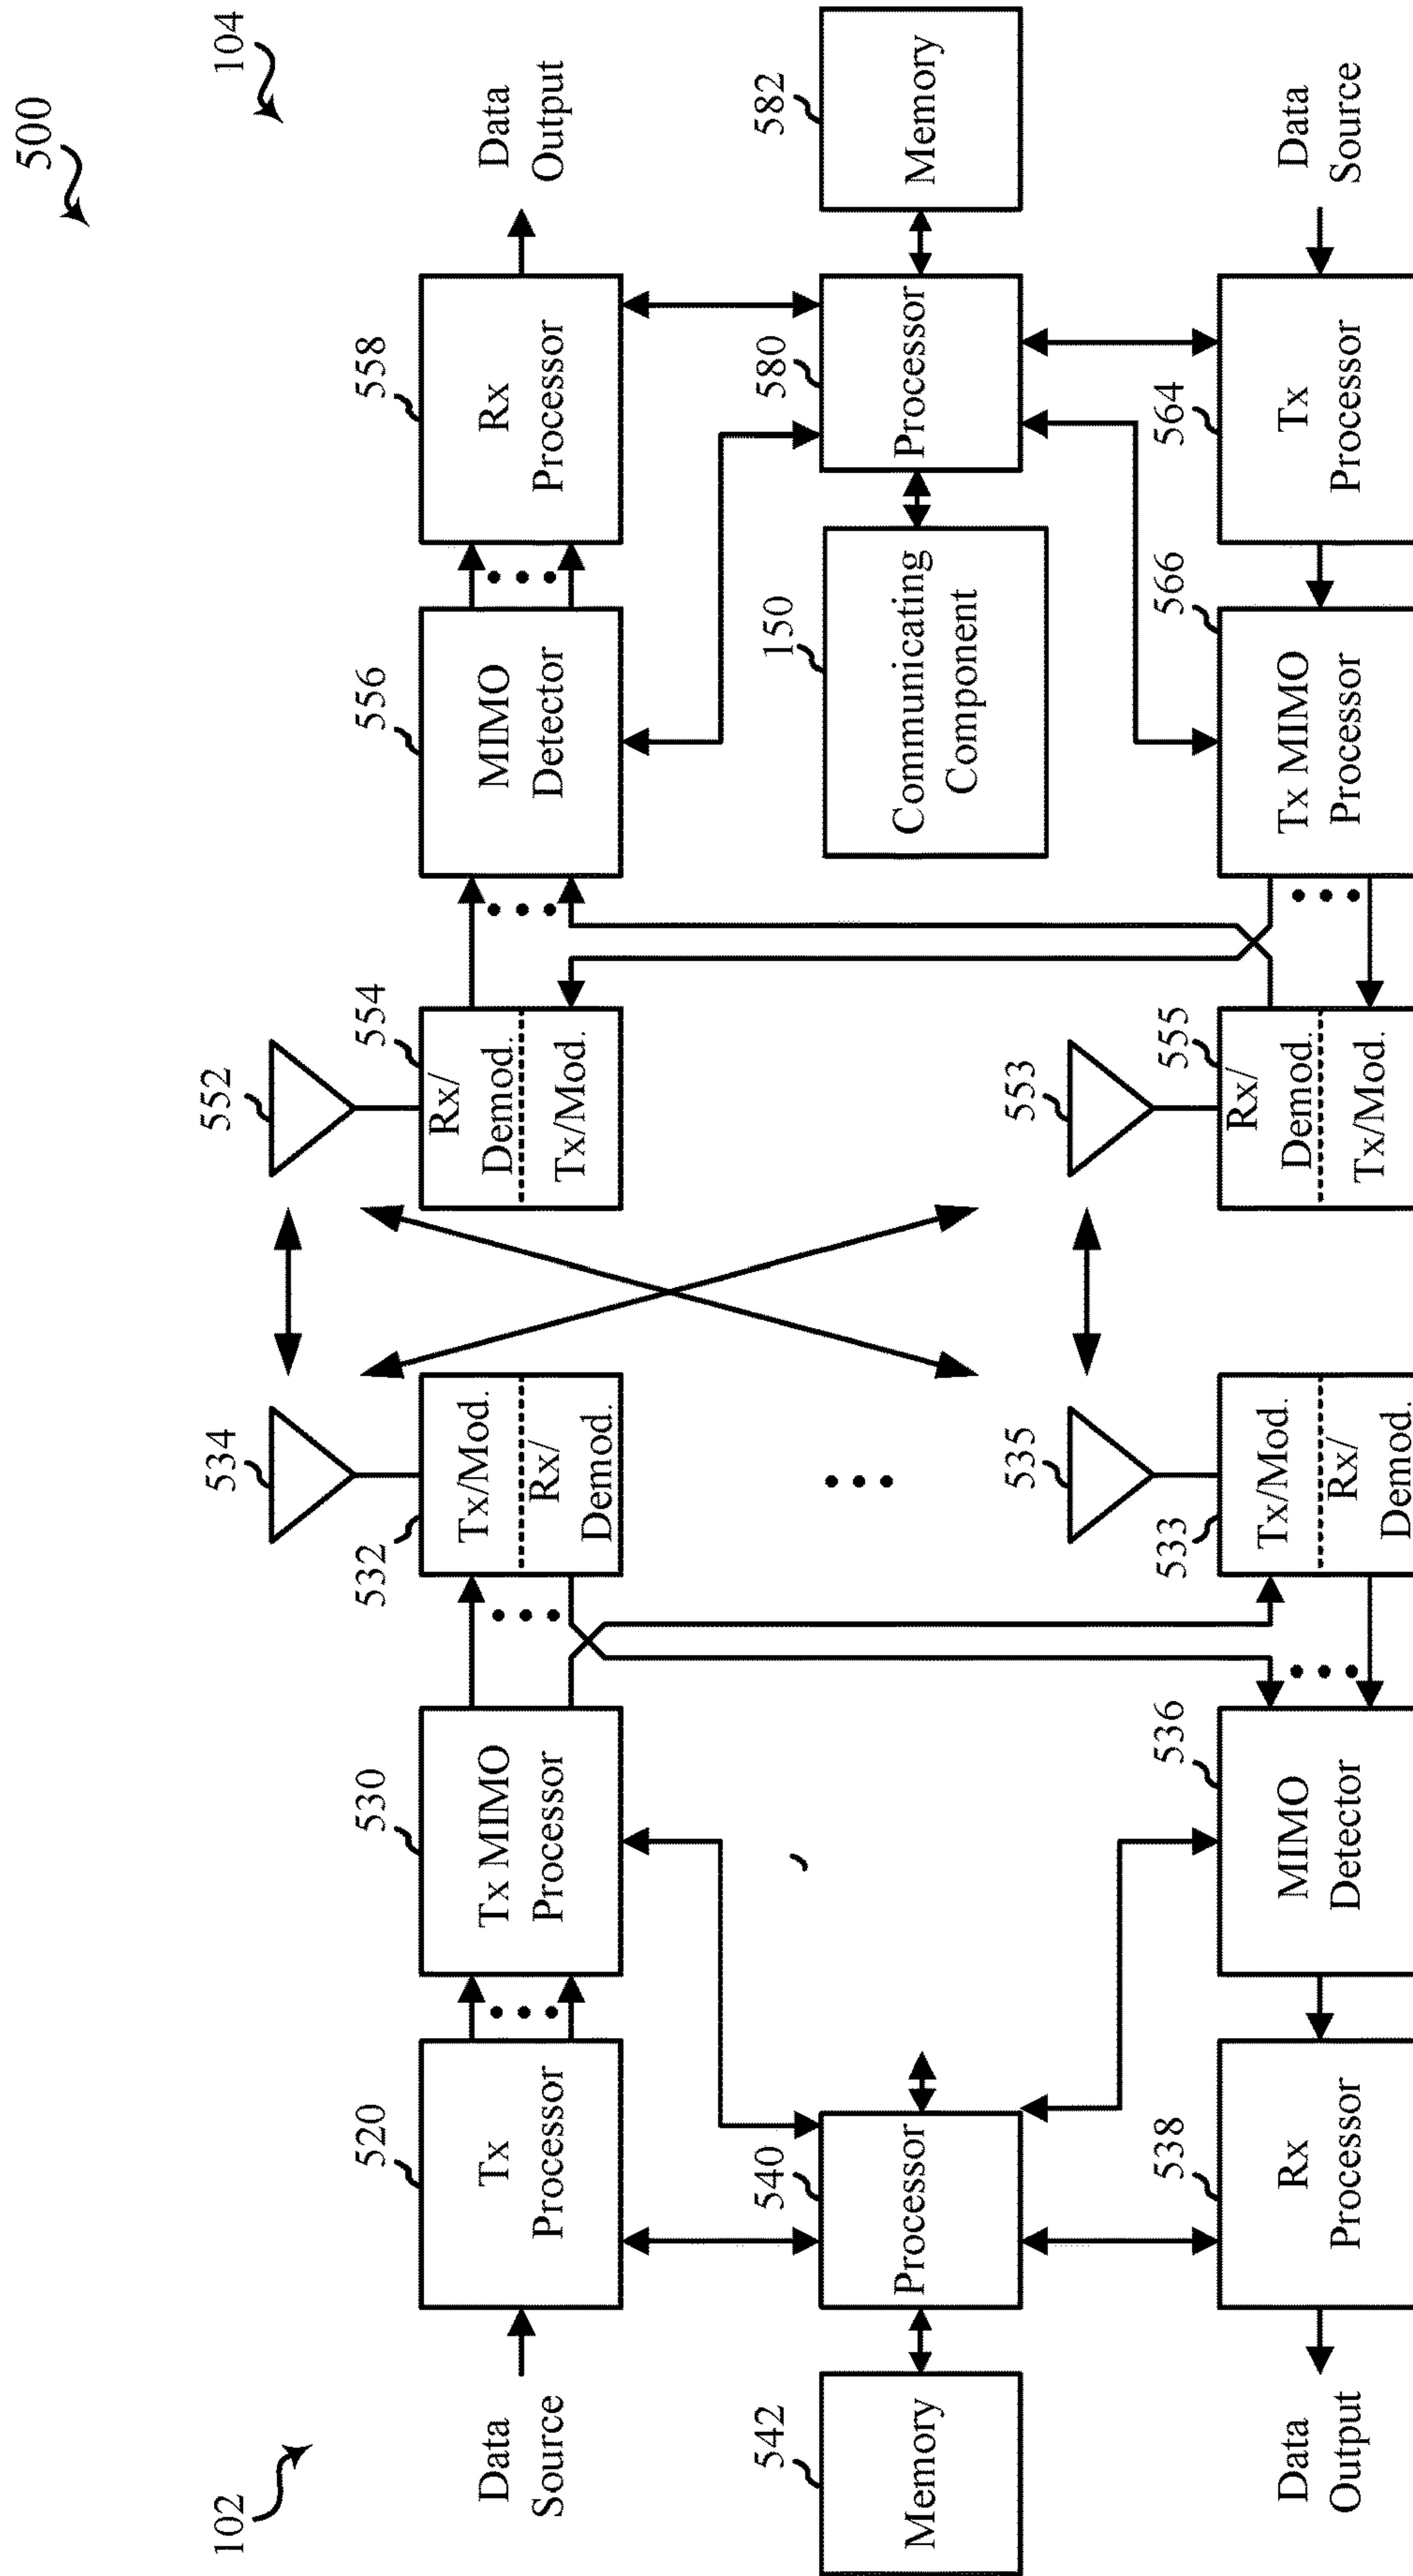 500
102
104
534
552
Data
Source
520
Tx
Processor
530
Tx MIMO
Processor
532
Tx/Mod.
Rx/
Demod.
554
Rx/
Demod.
Tx/Mod.
556
MIMO
Detector
558
Rx
Processor
Data
Output
542
Memory
540
Processor
150
Communicating
Component
580
Processor
582
Memory
535
553
Data
Output
538
Rx
Processor
536
MIMO
Detector
533
Tx/Mod.
Rx/
Demod.
555
Rx/
Demod.
Tx/Mod.
566
Tx MIMO
Processor
564
Tx
Processor
Data
Source